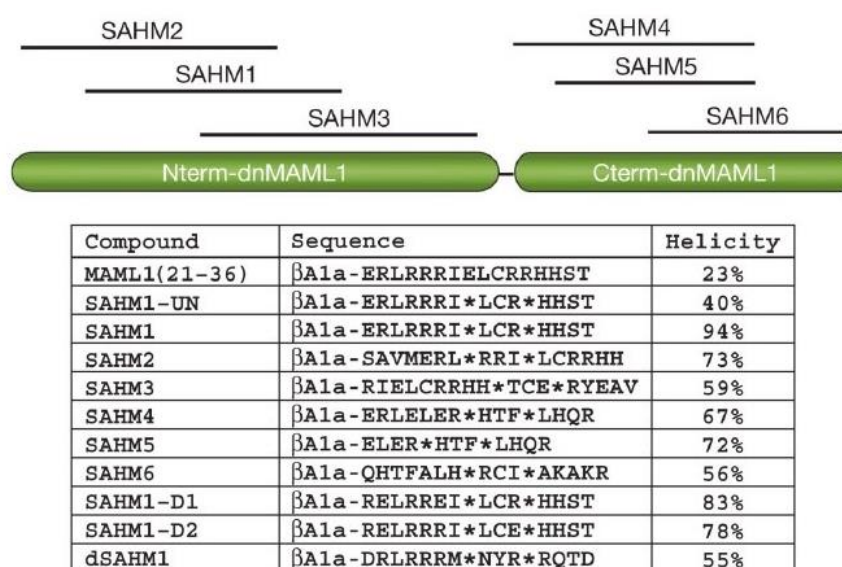 SAHM2
SAHM4
SAHM1
SAHM5
SAHM3
SAHM6
Nterm-dnMAML1
Cterm-dnMAML1
Compound Sequence Helicity
MAML1(21-36) βAla-ERLRRRIELCRRHHST 23%
SAHM1-UN βAla-ERLRRRI*LCR*HHST 40%
SAHM1 βAla-ERLRRRI*LCR*HHST 94%
SAHM2 βAla-SAVMERL*RRI*LCRRHH 73%
SAHM3 βAla-RIELCRRHH*TCE*RYEAV 59%
SAHM4 βAla-ERLELER*HTF*LHQR 67%
SAHM5 βAla-ELER*HTF*LHQR 72%
SAHM6 βAla-QHTFALH*RCI*AKAKR 56%
SAHM1-D1 βAla-RELRREI*LCR*HHST 83%
SAHM1-D2 βAla-RELRRRI*LCE*HHST 78%
dSAHM1 βAla-DRLRRRM*NYR*RQTD 55%